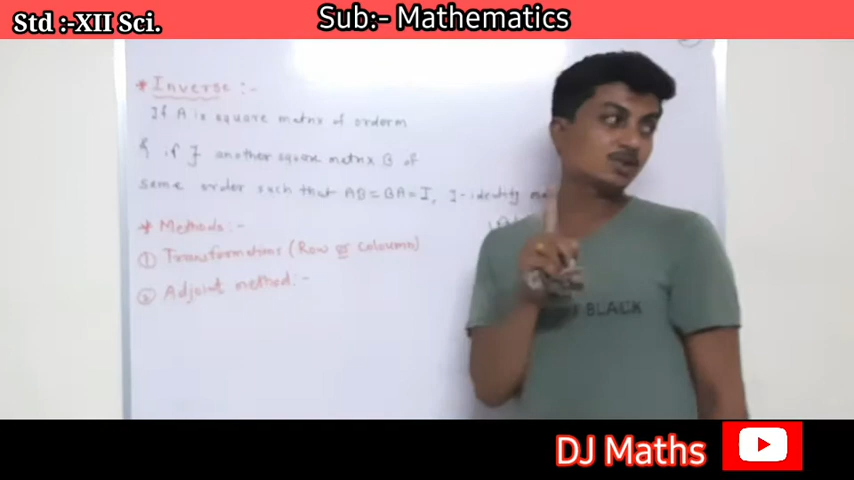 Std :-XII Sci.
Sub:- Mathematics
* Inverse :-
If A is square matrix of order m
& if ∃ another square matrix B of
same order such that AB = BA = I, I-identity
* Methods :-
① Transformations (Row or coloumn)
② Adjoint method :-
BLACK
DJ Maths